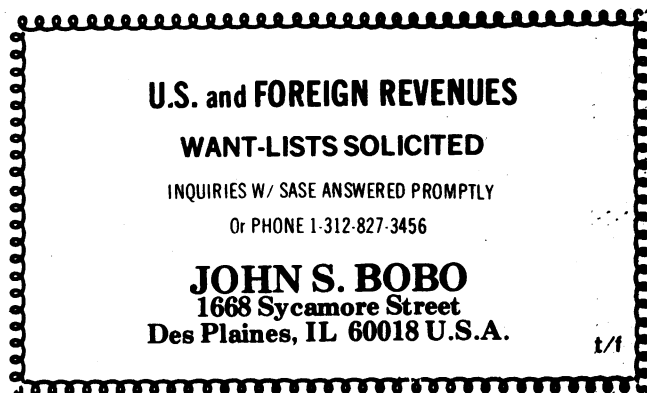 U.S. and FOREIGN REVENUES
WANT-LISTS SOLICITED
INQUIRIES W/ SASE ANSWERED PROMPTLY
Or PHONE 1-312-827-3456
JOHN S. BOBO
1668 Sycamore Street
Des Plaines, IL 60018 U.S.A.
t/f